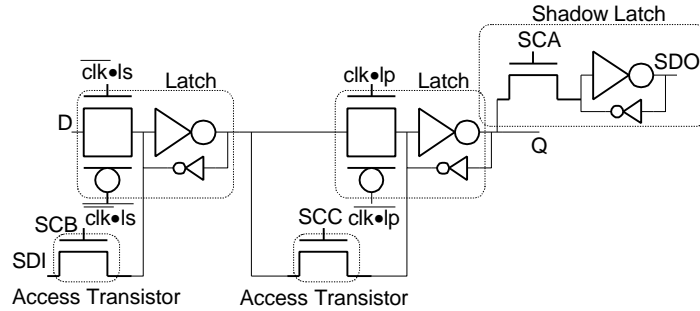 Shadow Latch
SCA
SDO
clk•ls
Latch
clk•lp
Latch
D
Q
clk•ls
clk•lp
SCB
SCC
SDI
Access Transistor
Access Transistor